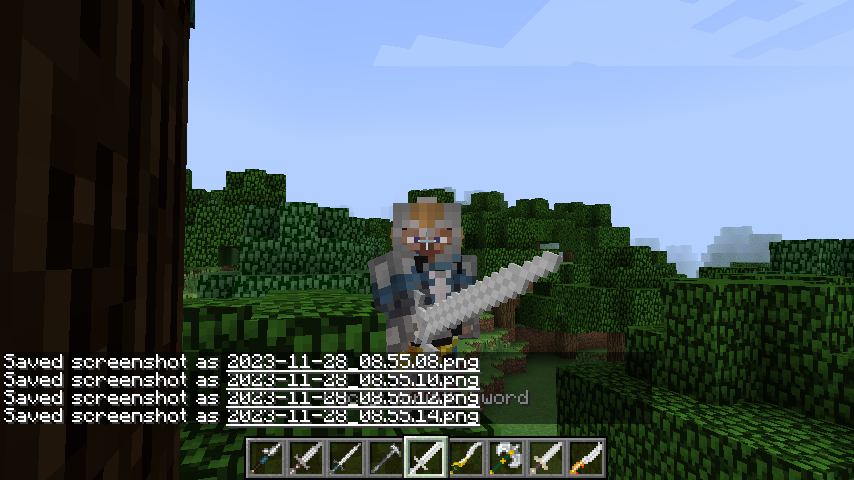 Saved screenshot as 2023-11-28_08.55.08.png
Saved screenshot as 2023-11-28_08.55.10.png
Saved screenshot as 2023-11-28_08.55.12.png
Saved screenshot as 2023-11-28_08.55.14.png